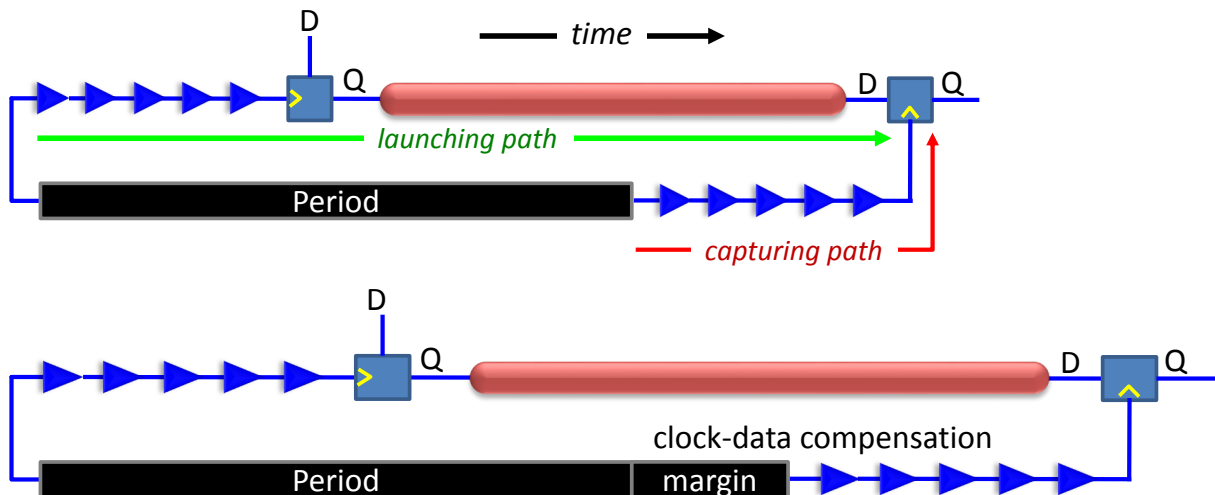 D
time
Q
D
Q
launching path
Period
capturing path
D
Q
D
Q
clock-data compensation
Period
margin